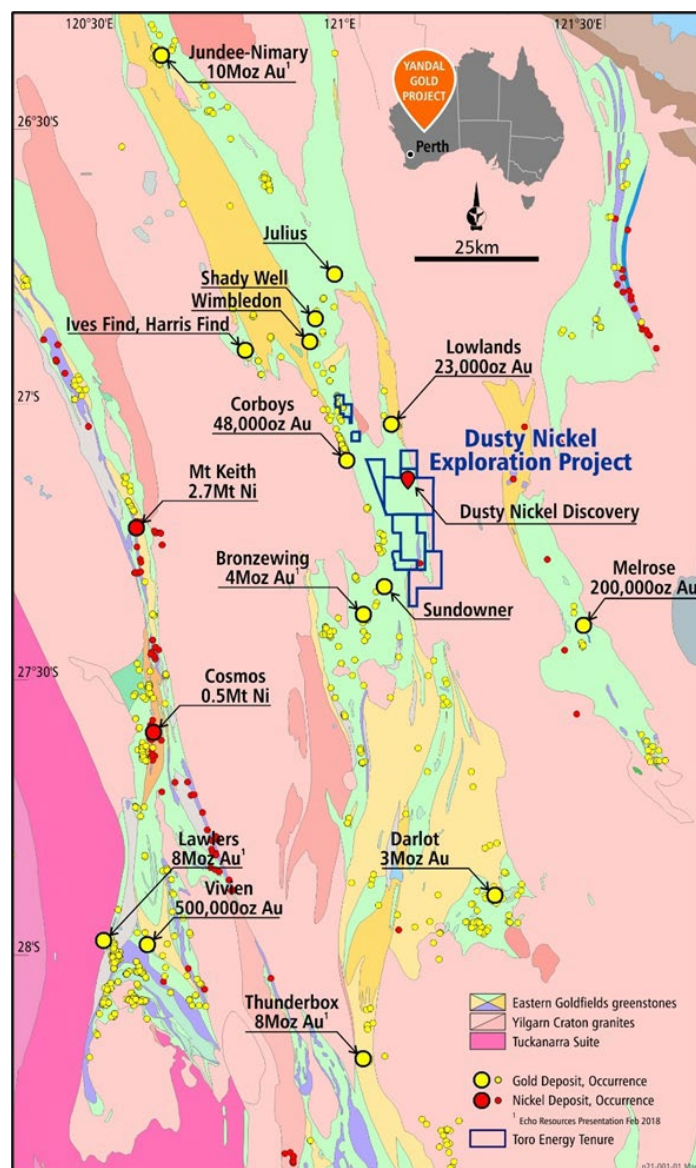 120°30'E
121°E
121°30'E
Jundee-Nimary
10Moz Au¹
YANDAL
GOLD
PROJECT
Perth
26°30'S
25km
Julius
Shady Well
Wimbledon
Ives Find, Harris Find
Lowlands
23,000oz Au
27°S
Corboys
48,000oz Au
Dusty Nickel
Exploration Project
Mt Keith
2.7Mt Ni
Dusty Nickel Discovery
Bronzewing
4Moz Au¹
Melrose
200,000oz Au
Sundowner
27°30'S
Cosmos
0.5Mt Ni
Lawlers
8Moz Au¹
Darlot
3Moz Au
Vivien
500,000oz Au
28°S
Thunderbox
8Moz Au¹
Eastern Goldfields greenstones
Yilgarn Craton granites
Tuckanarra Suite
Gold Deposit, Occurrence
Nickel Deposit, Occurrence
¹ Echo Resources Presentation Feb 2018
Toro Energy Tenure